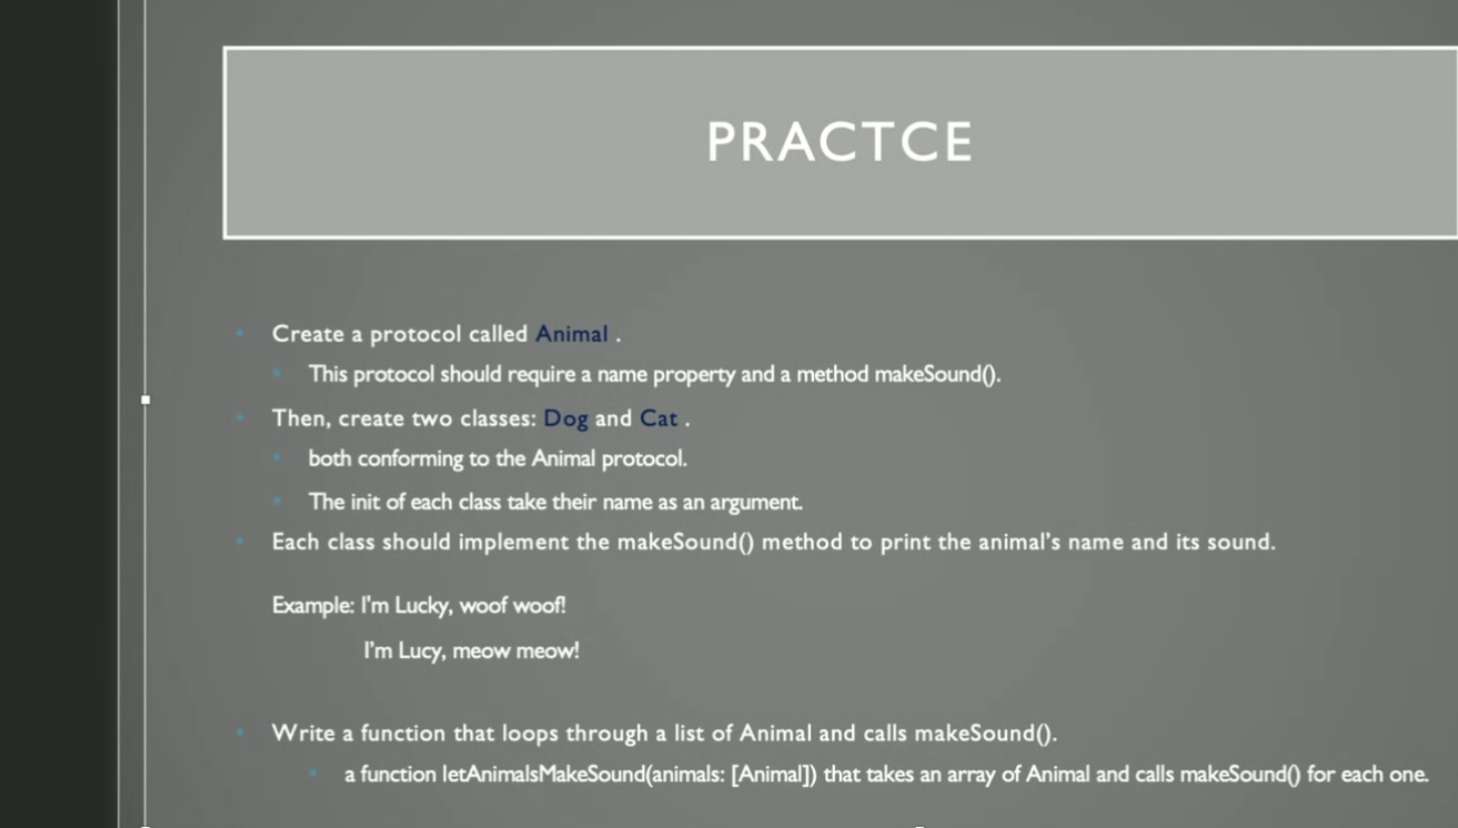 PRACTCE
Create a protocol called Animal .
This protocol should require a name property and a method makeSound().
Then, create two classes: Dog and Cat .
both conforming to the Animal protocol.
The init of each class take their name as an argument.
Each class should implement the makeSound() method to print the animal's name and its sound.
Example: I'm Lucky, woof woof!
I'm Lucy, meow meow!
Write a function that loops through a list of Animal and calls makeSound().
a function letAnimalsMakeSound(animals: [Animal]) that takes an array of Animal and calls makeSound() for each one.